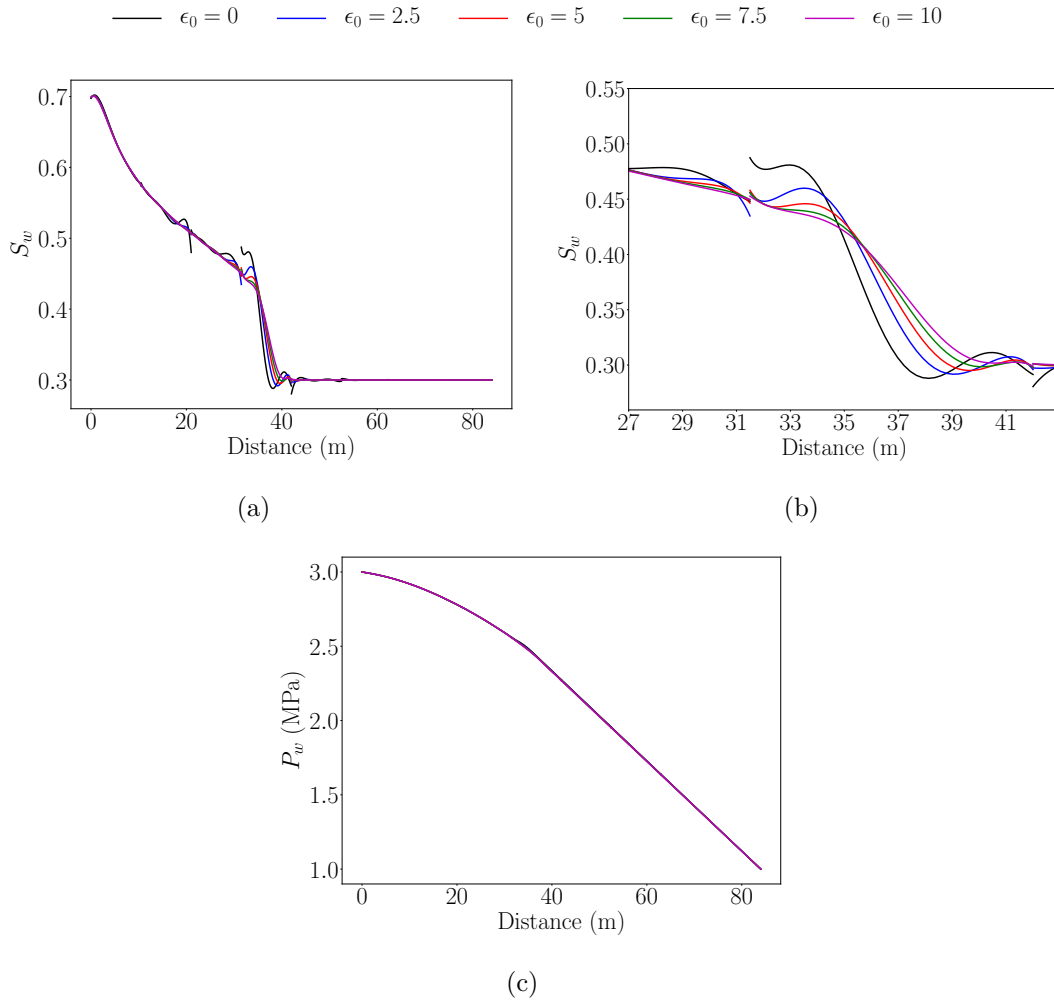 ϵ₀ = 0 ϵ₀ = 2.5 ϵ₀ = 5 ϵ₀ = 7.5 ϵ₀ = 10
0.7
0.6
0.5
0.4
0.3
S_w
0 20 40 60 80
Distance (m)
(a)
0.55
0.50
0.45
0.40
0.35
0.30
S_w
27 29 31 33 35 37 39 41
Distance (m)
(b)
3.0
2.5
2.0
1.5
1.0
P_w (MPa)
0 20 40 60 80
Distance (m)
(c)